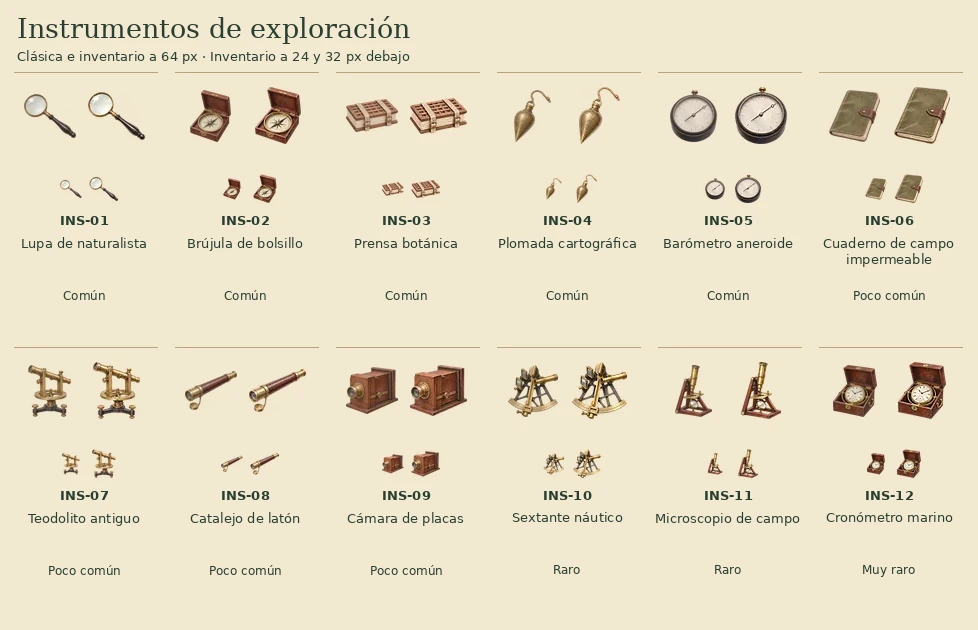 Instrumentos de exploración
Clásica e inventario a 64 px · Inventario a 24 y 32 px debajo
INS-01
Lupa de naturalista
Común
INS-02
Brújula de bolsillo
Común
INS-03
Prensa botánica
Común
INS-04
Plomada cartográfica
Común
INS-05
Barómetro aneroide
Común
INS-06
Cuaderno de campo
impermeable
Poco común
INS-07
Teodolito antiguo
Poco común
INS-08
Catalejo de latón
Poco común
INS-09
Cámara de placas
Poco común
INS-10
Sextante náutico
Raro
INS-11
Microscopio de campo
Raro
INS-12
Cronómetro marino
Muy raro